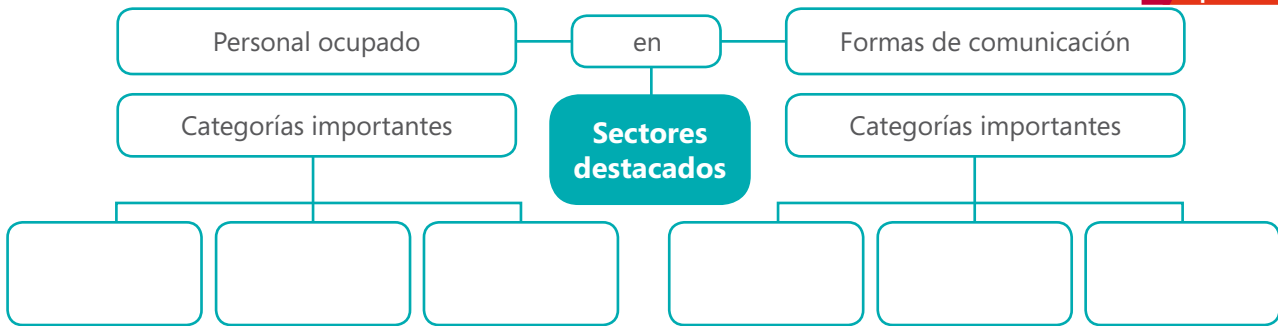 Personal ocupado
en
Formas de comunicación
Categorías importantes
Sectores
destacados
Categorías importantes